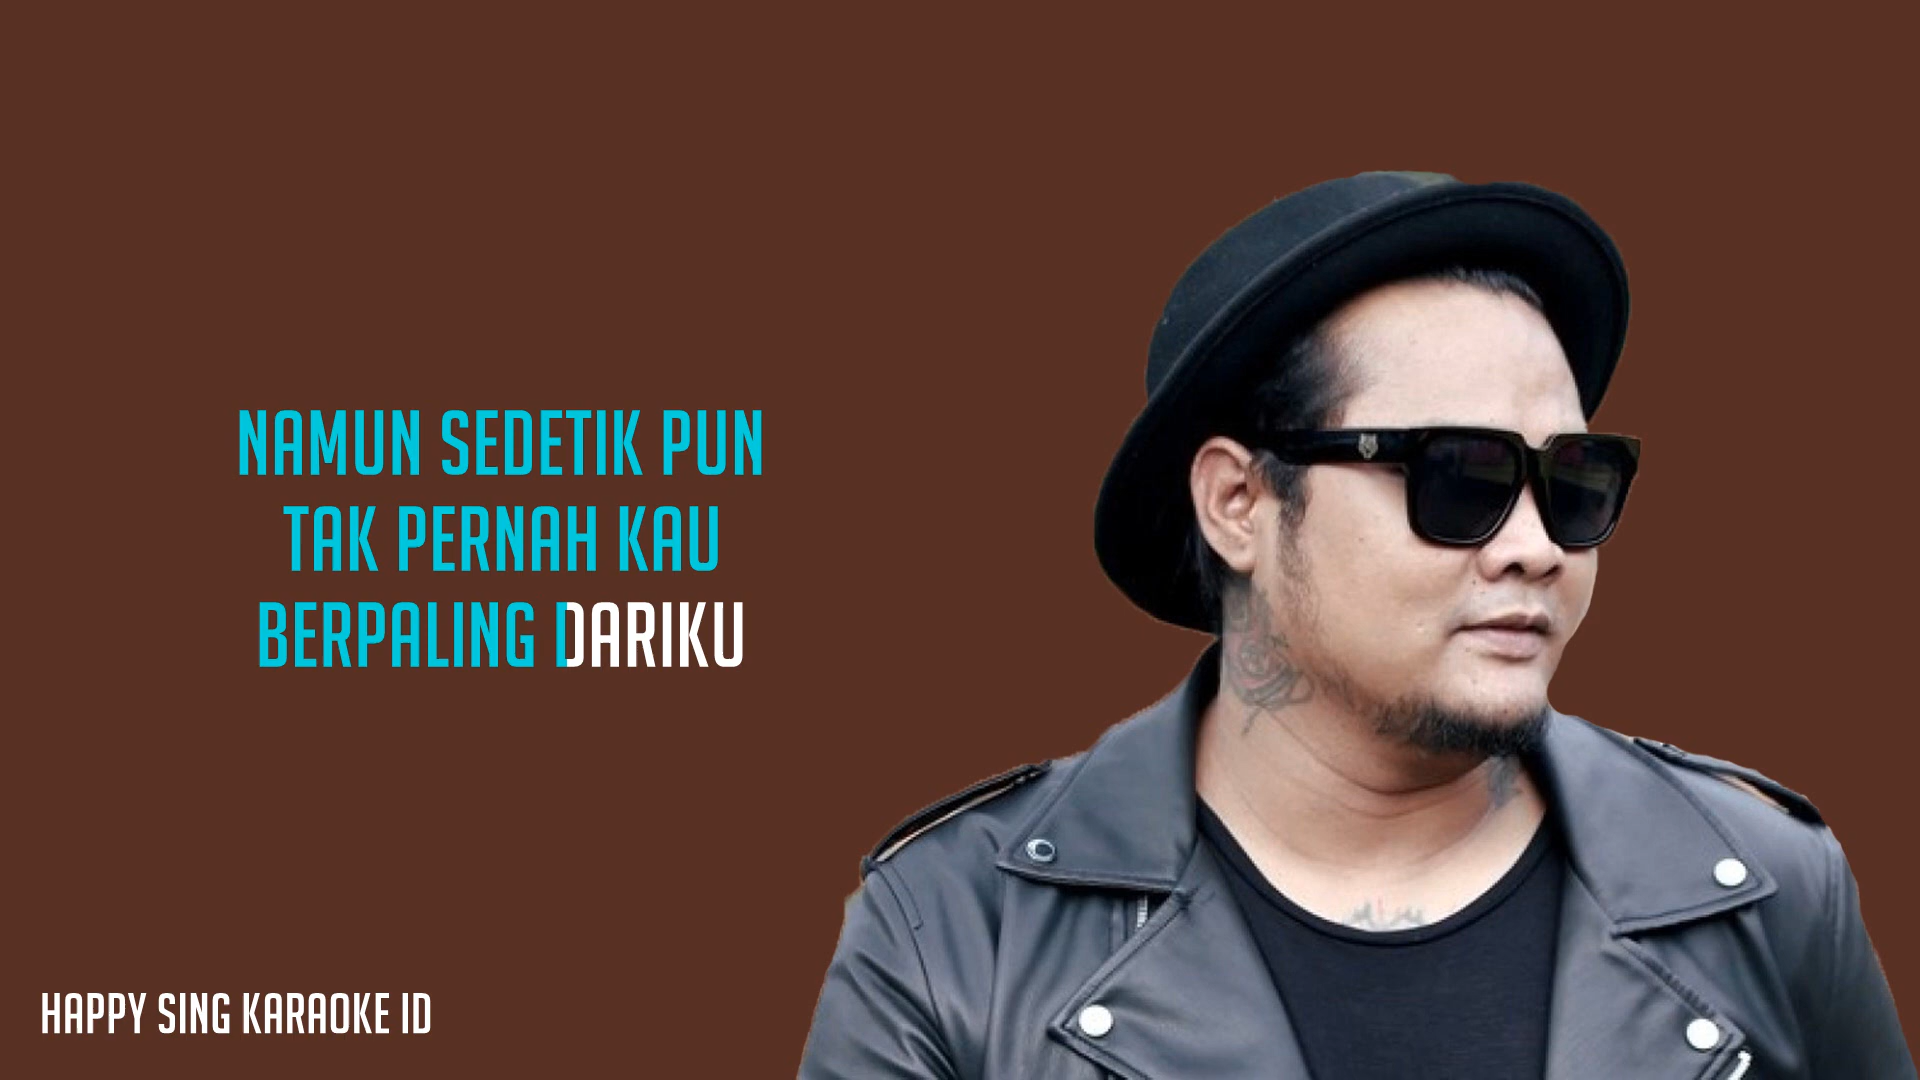 NAMUN SEDETIK PUN
TAK PERNAH KAU
BERPALING DARIKU
HAPPY SING KARAOKE ID